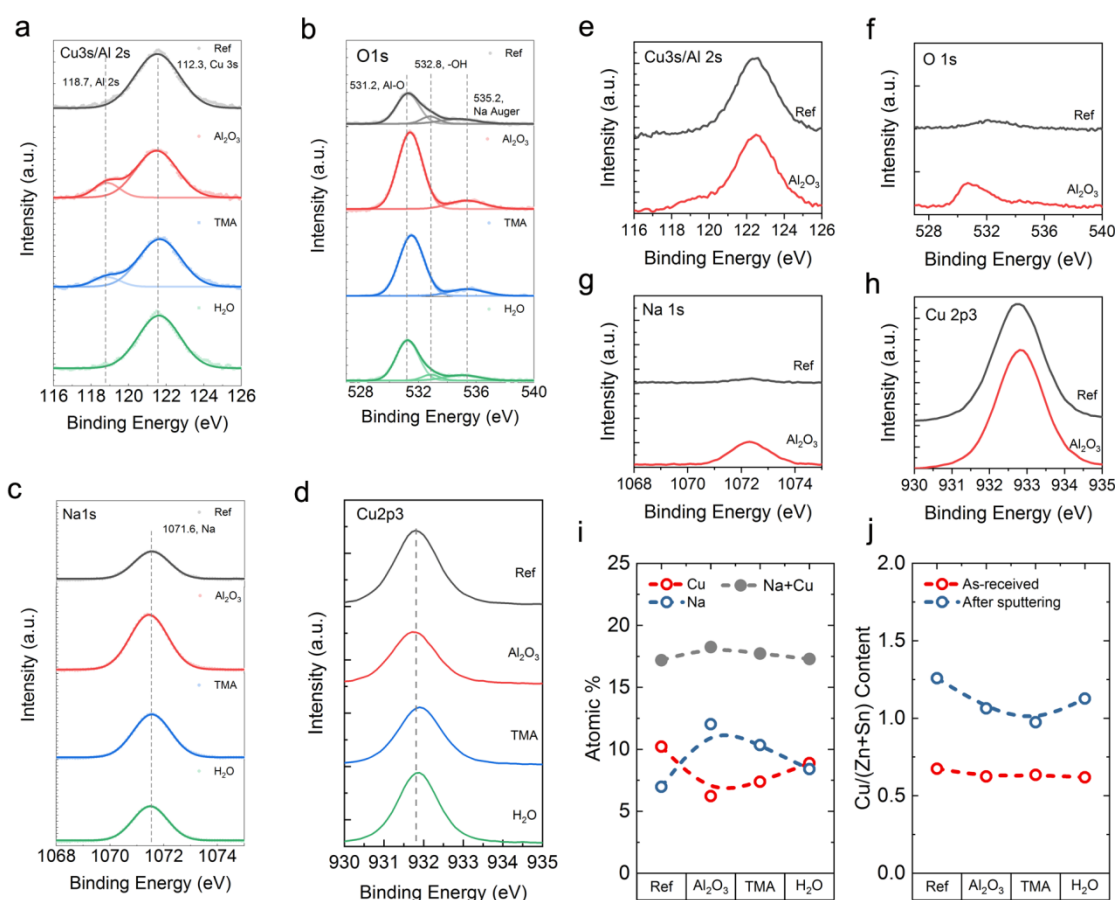 a
Cu3s/Al 2s
Ref
112.3, Cu 3s
118.7, Al 2s
Al₂O₃
TMA
H₂O
Intensity (a.u.)
116 118 120 122 124 126
Binding Energy (eV)
b
O1s
Ref
532.8, -OH
531.2, Al-O
535.2,
Na Auger
Al₂O₃
TMA
H₂O
Intensity (a.u.)
528 532 536 540
Binding Energy (eV)
e
Cu3s/Al 2s
Ref
Al₂O₃
Intensity (a.u.)
116 118 120 122 124 126
Binding Energy (eV)
f
O 1s
Ref
Al₂O₃
Intensity (a.u.)
528 532 536 540
Binding Energy (eV)
g
Na 1s
Ref
Al₂O₃
Intensity (a.u.)
1068 1070 1072 1074
Binding Energy (eV)
h
Cu 2p3
Ref
Al₂O₃
Intensity (a.u.)
930 931 932 933 934 935
Binding Energy (eV)
c
Na1s
Ref
1071.6, Na
Al₂O₃
TMA
H₂O
Intensity (a.u.)
1068 1070 1072 1074
Binding Energy (eV)
d
Cu2p3
Ref
Al₂O₃
TMA
H₂O
Intensity (a.u.)
930 931 932 933 934 935
Binding Energy (eV)
i
Cu
Na+Cu
Na
Atomic %
25
20
15
10
5
0
Ref Al₂O₃ TMA H₂O
j
As-received
After sputtering
Cu/(Zn+Sn) Content
2.0
1.5
1.0
0.5
0.0
Ref Al₂O₃ TMA H₂O